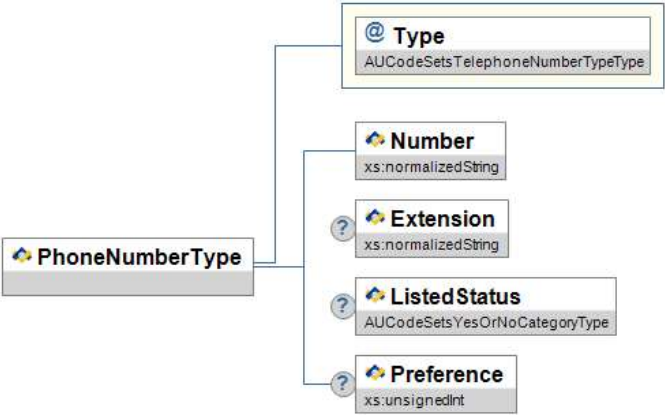 @ Type
AUCodeSetsTelephoneNumberTypeType
Number
xs:normalizedString
? Extension
xs:normalizedString
PhoneNumberType
? ListedStatus
AUCodeSetsYesOrNoCategoryType
? Preference
xs:unsignedInt